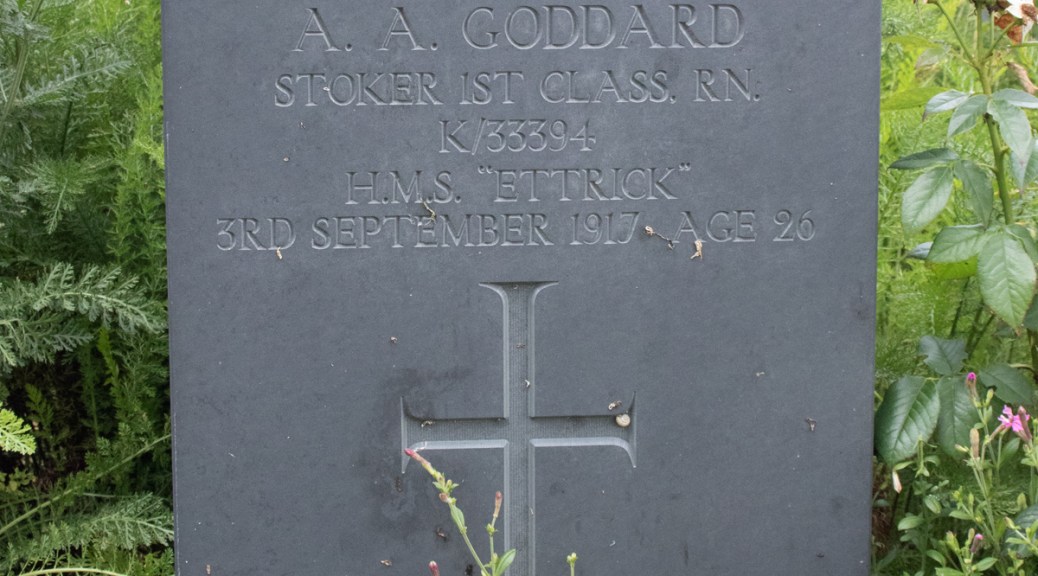 A. A. GODDARD
STOKER 1ST CLASS, RN.
K/33394
H.M.S. "ETTRICK"
3RD SEPTEMBER 1917 AGE 26